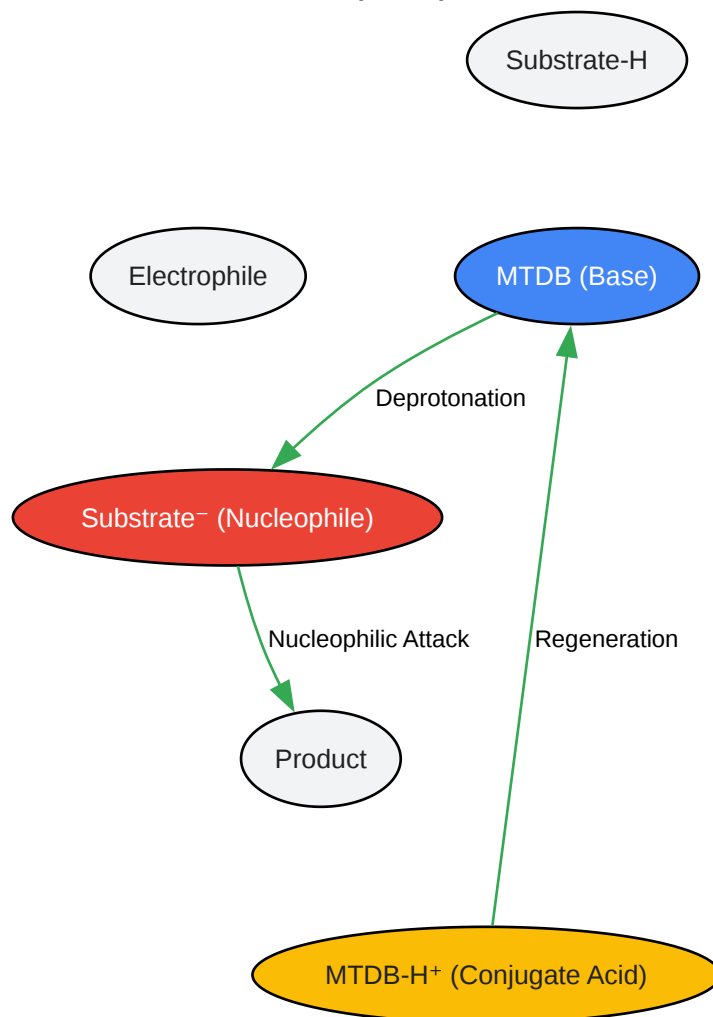 Substrate-H
Electrophile
MTDB (Base)
Deprotonation
Substrate⁻ (Nucleophile)
Nucleophilic Attack
Regeneration
Product
MTDB-H⁺ (Conjugate Acid)